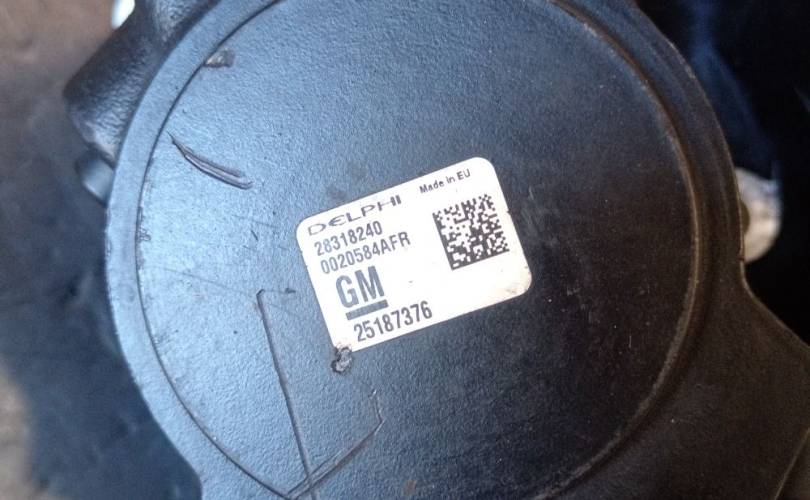 Made in EU
DELPHI
28318240
0020584AFR
GM
25187376